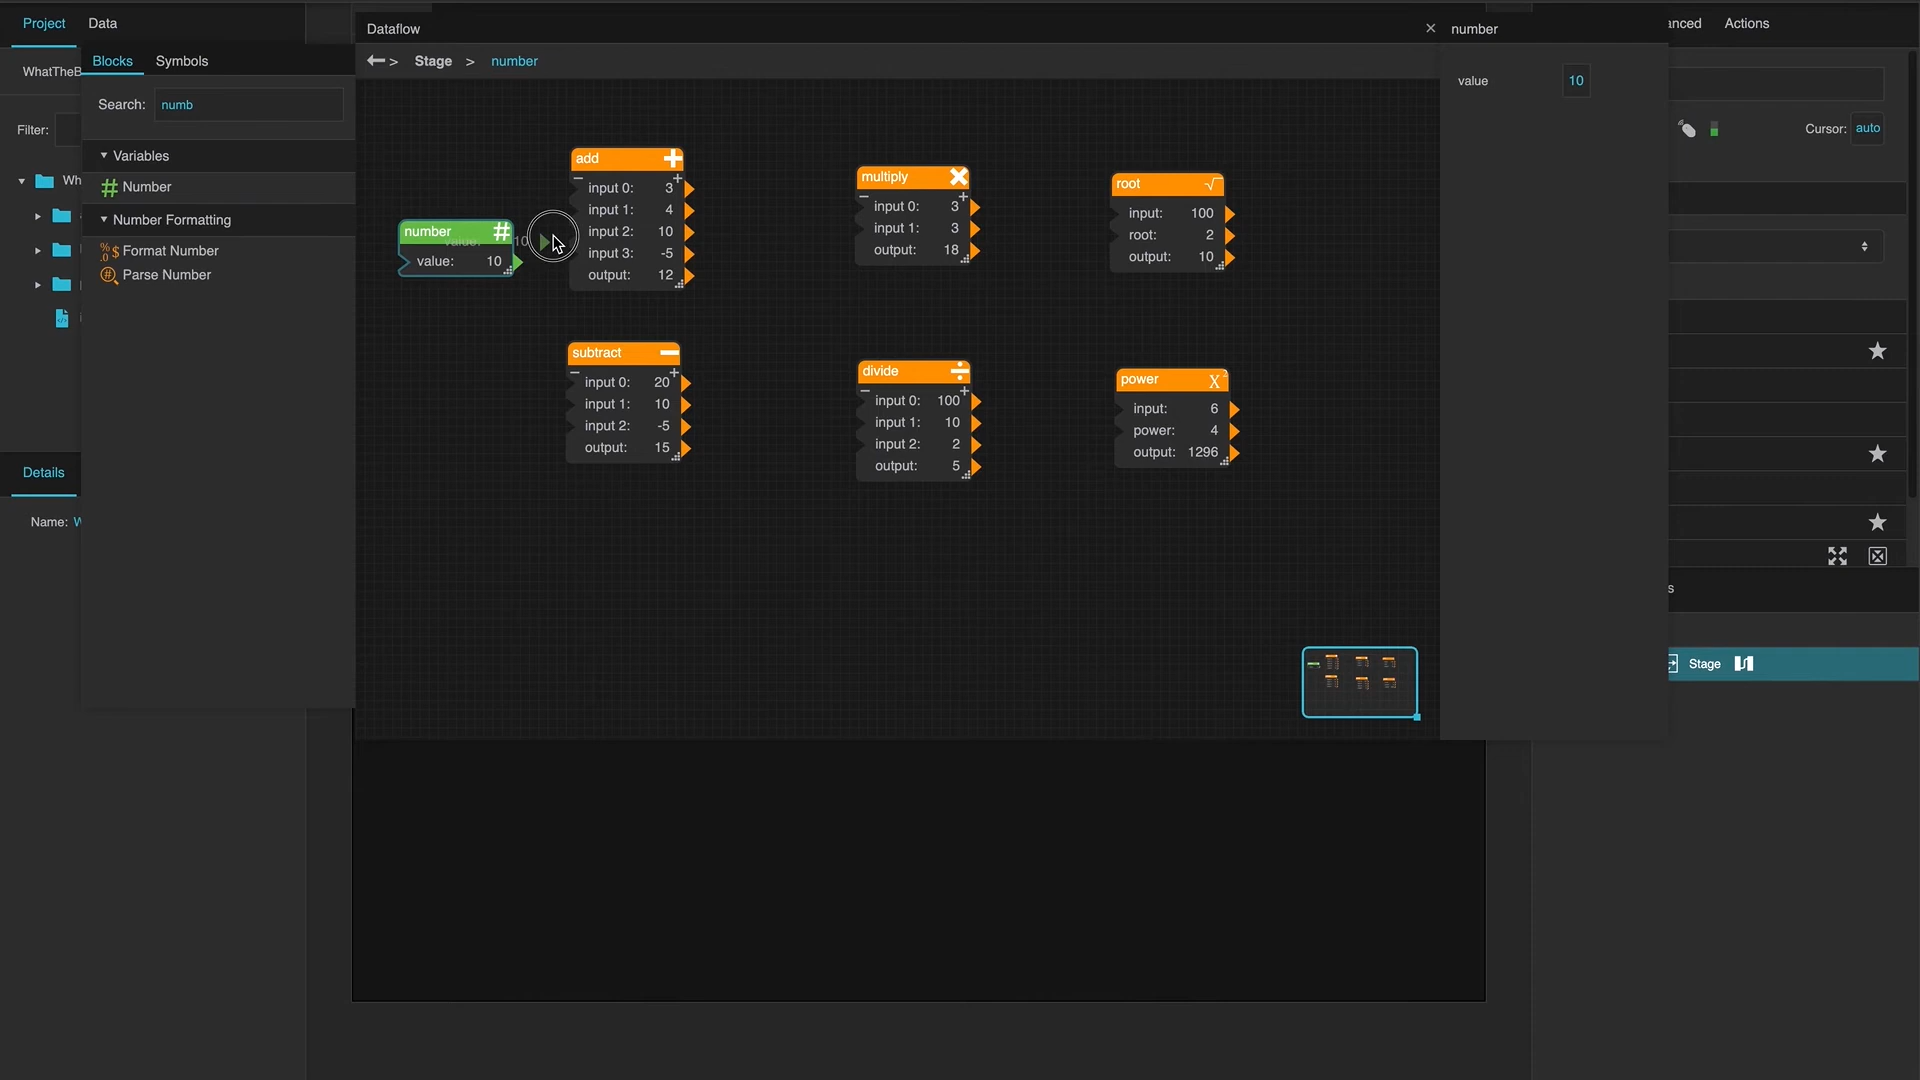 Project Data
Dataflow
number
anced Actions
Blocks Symbols
Stage > number
WhatTheB
value 10
Search: numb
Filter:
Cursor: auto
Variables
Number
Wh
Number Formatting
Format Number
Parse Number
number
value: 10
value: 10
add
input 0: 3
input 1: 4
input 2: 10
input 3: -5
output: 12
multiply
input 0: 3
input 1: 3
output: 18
root
input: 100
root: 2
output: 10
subtract
input 0: 20
input 1: 10
input 2: -5
output: 15
divide
input 0: 100
input 1: 10
input 2: 2
output: 5
power
input: 6
power: 4
output: 1296
Details
Name: W
s
Stage